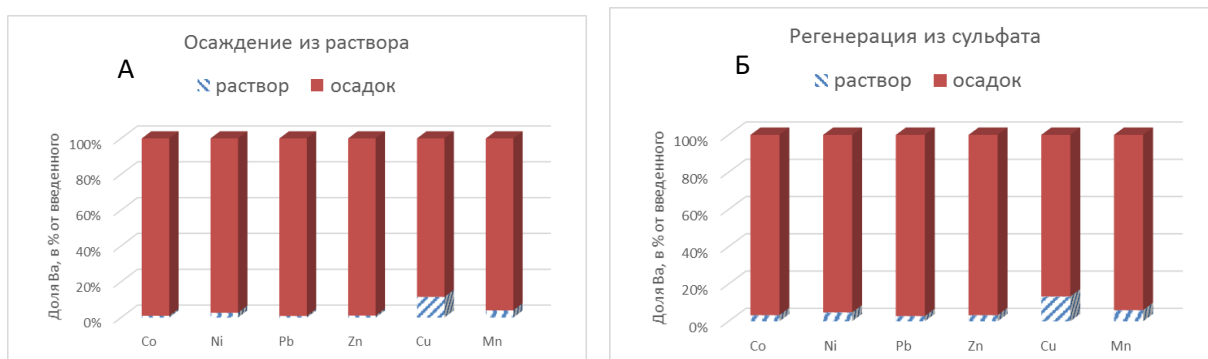 Осаждение из раствора
А
раствор осадок
Доля Ва, в % от введенного
100%
80%
60%
40%
20%
0%
Co Ni Pb Zn Cu Mn
Регенерация из сульфата
Б
раствор осадок
Доля Ва, в % от введенного
100%
80%
60%
40%
20%
0%
Co Ni Pb Zn Cu Mn